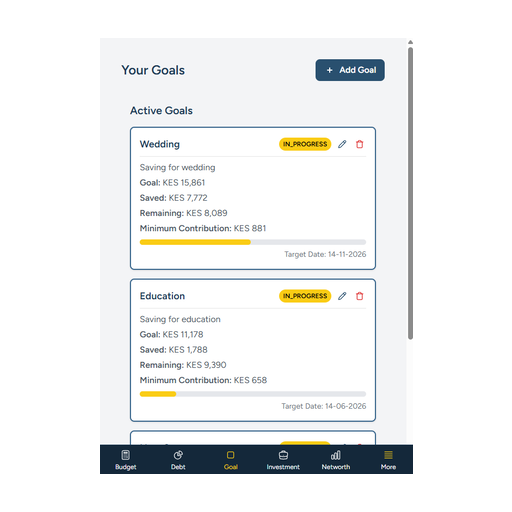 Your Goals
+ Add Goal
Active Goals
Wedding
IN_PROGRESS
Saving for wedding
Goal: KES 15,861
Saved: KES 7,772
Remaining: KES 8,089
Minimum Contribution: KES 881
Target Date: 14-11-2026
Education
IN_PROGRESS
Saving for education
Goal: KES 11,178
Saved: KES 1,788
Remaining: KES 9,390
Minimum Contribution: KES 658
Target Date: 14-06-2026
Budget
Debt
Goal
Investment
Networth
More